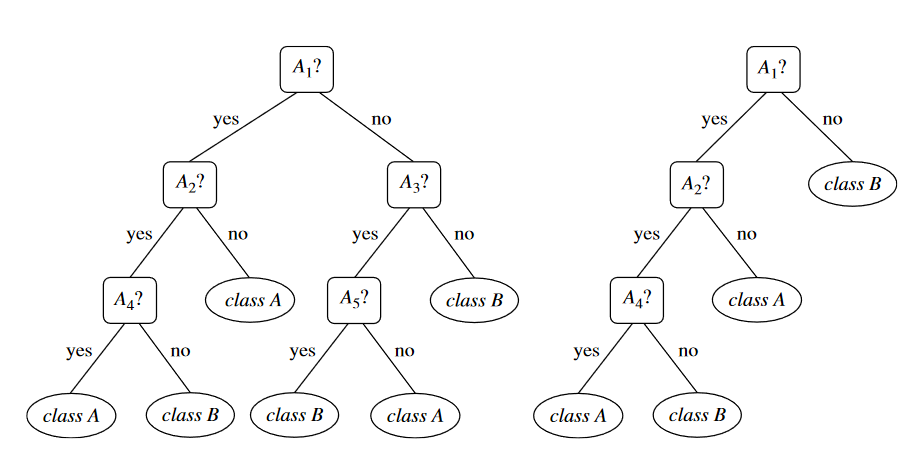 A₁? A₁?
yes no yes no
A₂? A₃? A₂? class B
yes no yes no yes no
A₄? class A A₅? class B A₄? class A
yes no yes no yes no
class A class B class B class A class A class B